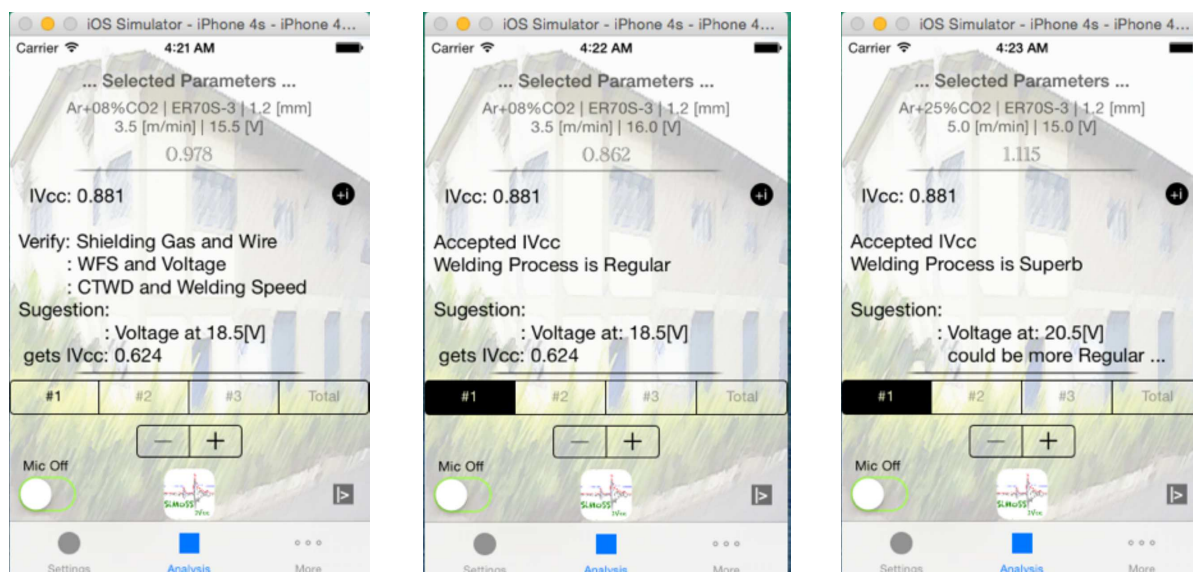 iOS Simulator - iPhone 4s - iPhone 4...
Carrier 4:21 AM
... Selected Parameters ...
Ar+08%CO2 | ER70S-3 | 1.2 [mm]
3.5 [m/min] | 15.5 [V]
0.978
IVcc: 0.881
+i
Verify: Shielding Gas and Wire
: WFS and Voltage
: CTWD and Welding Speed
Sugestion:
: Voltage at 18.5[V]
gets IVcc: 0.624
#1 #2 #3 Total
− +
Mic Off
SiMoSS
IVcc
|>
Settings Analysis More
iOS Simulator - iPhone 4s - iPhone 4...
Carrier 4:22 AM
... Selected Parameters ...
Ar+08%CO2 | ER70S-3 | 1.2 [mm]
3.5 [m/min] | 16.0 [V]
0.862
IVcc: 0.881
+i
Accepted IVcc
Welding Process is Regular
Sugestion:
: Voltage at: 18.5[V]
gets IVcc: 0.624
#1 #2 #3 Total
− +
Mic Off
SiMoSS
IVcc
|>
Settings Analysis More
iOS Simulator - iPhone 4s - iPhone 4...
Carrier 4:23 AM
... Selected Parameters ...
Ar+25%CO2 | ER70S-3 | 1.2 [mm]
5.0 [m/min] | 15.0 [V]
1.115
IVcc: 0.881
+i
Accepted IVcc
Welding Process is Superb
Sugestion:
: Voltage at: 20.5[V]
could be more Regular ...
#1 #2 #3 Total
− +
Mic Off
SiMoSS
IVcc
|>
Settings Analysis More